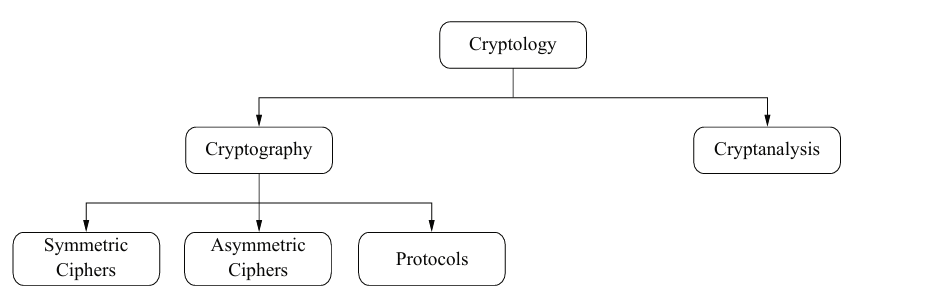 Cryptology
Cryptography
Cryptanalysis
Symmetric
Ciphers
Asymmetric
Ciphers
Protocols